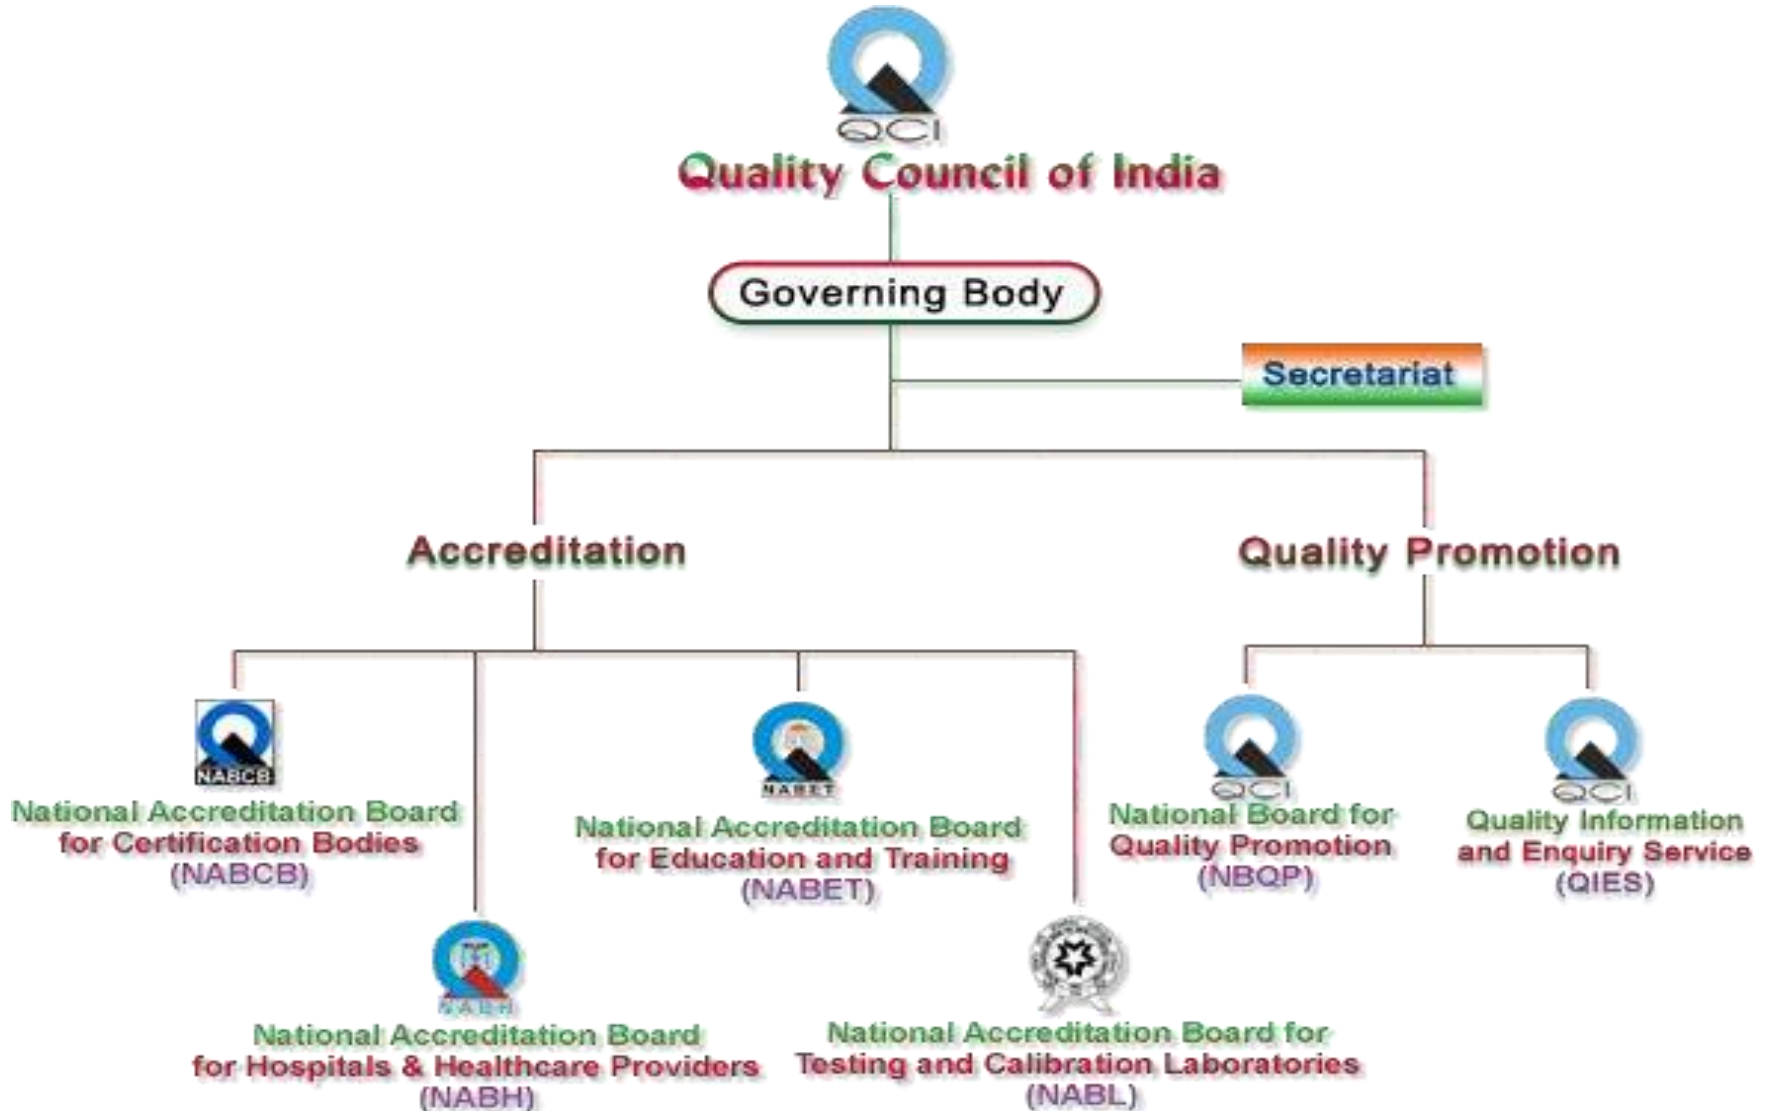 QCI
Quality Council of India
Governing Body
Secretariat
Accreditation
Quality Promotion
NABCB
National Accreditation Board
for Certification Bodies
(NABCB)
NABH
National Accreditation Board
for Hospitals & Healthcare Providers
(NABH)
NABET
National Accreditation Board
for Education and Training
(NABET)
National Accreditation Board for
Testing and Calibration Laboratories
(NABL)
QCI
National Board for
Quality Promotion
(NBQP)
QCI
Quality Information
and Enquiry Service
(QIES)